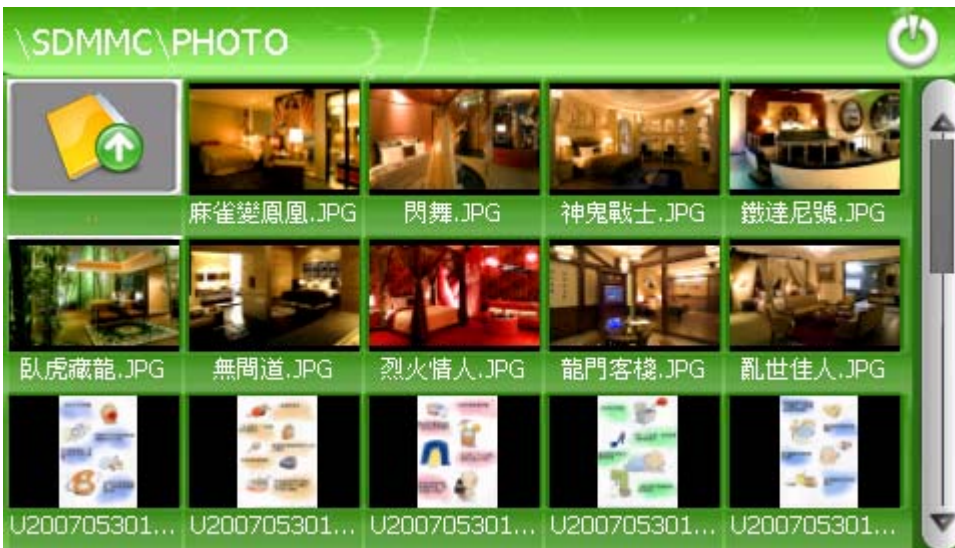 \SDMMC\PHOTO
..
麻雀變鳳凰.JPG
閃舞.JPG
神鬼戰士.JPG
鐵達尼號.JPG
臥虎藏龍.JPG
無間道.JPG
烈火情人.JPG
龍門客棧.JPG
亂世佳人.JPG
U200705301...
U200705301...
U200705301...
U200705301...
U200705301...